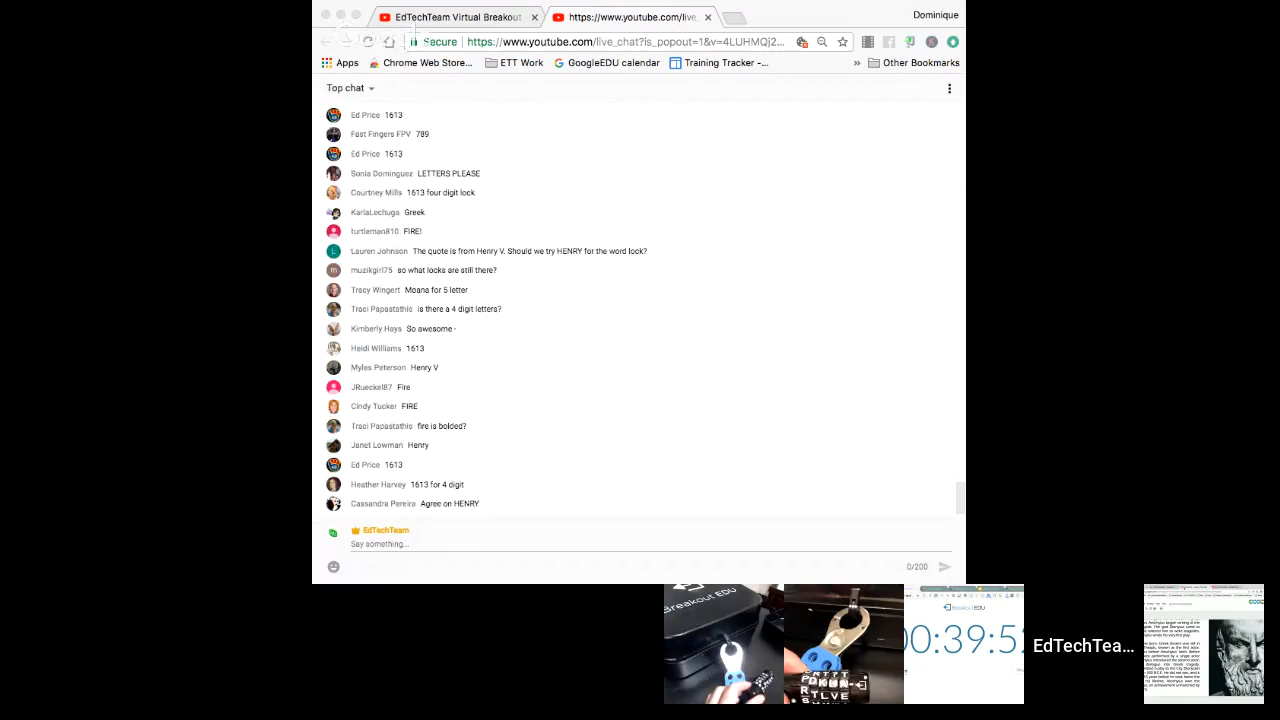 EdTechTeam Virtual Breakout -
https://www.youtube.com/live_
Dominique
Secure https://www.youtube.com/live_chat?is_popout=1&v=4LUHMQj2...
Apps Chrome Web Store... ETT Work GoogleEDU calendar Training Tracker -... » Other Bookmarks
Top chat
Ed Price 1613
Fast Fingers FPV 789
Ed Price 1613
Sonia Dominguez LETTERS PLEASE
Courtney Mills 1613 four digit lock
KarlaLechuga Greek
turtleman810 FIRE!
Lauren Johnson The quote is from Henry V. Should we try HENRY for the word lock?
muzikgirl75 so what locks are still there?
Tracy Wingert Moana for 5 letter
Traci Papastathis Is there a 4 digit letters?
Kimberly Hays So awesome -
Heidi Williams 1613
Myles Peterson Henry V
JRueckel87 Fire
Cindy Tucker FIRE
Traci Papastathis fire is bolded?
Janet Lowman Henry
Ed Price 1613
Heather Harvey 1613 for 4 digit
Cassandra Pereira Agree on HENRY
EdTechTeam
Say something...
0/200
Breakout EDU
Breakout EDU
0:39:5
EdTechTea...